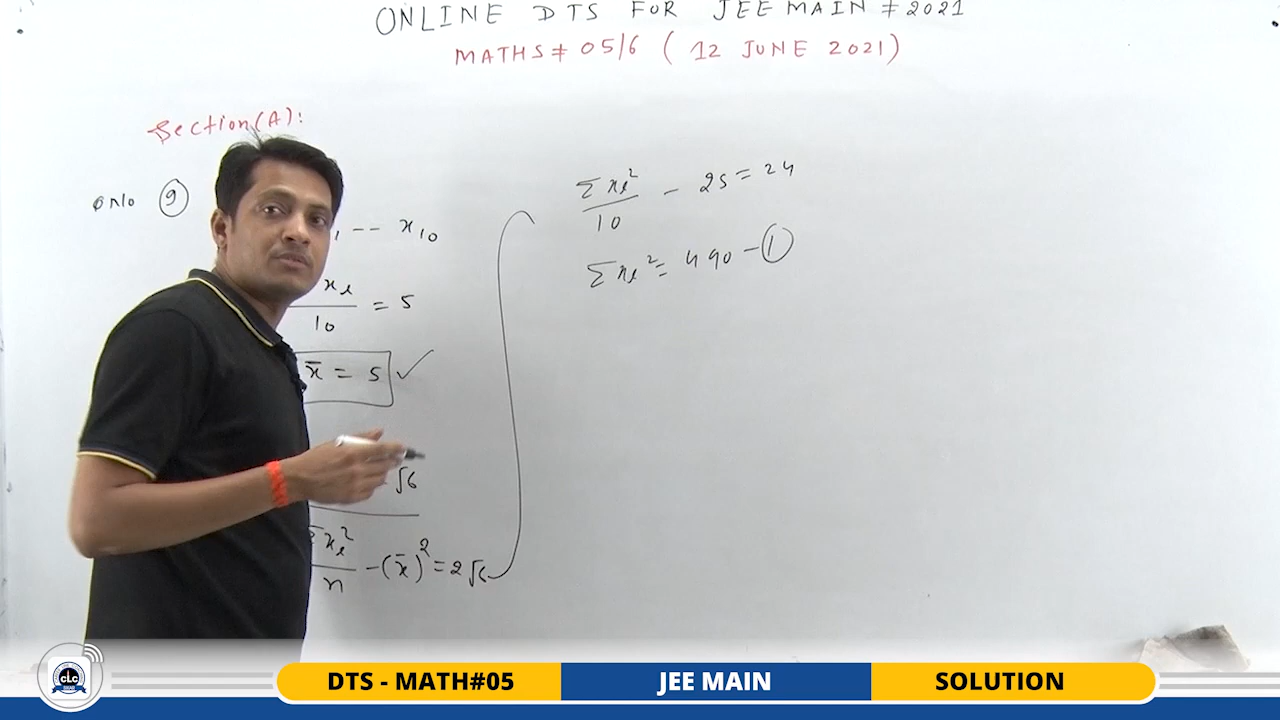 ONLINE DTS FOR JEE MAIN # 2021
MATHS # 05/6 ( 12 JUNE 2021 )
Section (A):
Q No 9
-- x₁₀
xᵢ/10 = 5
x̄ = 5 ✓
√6
Σxᵢ²/n - (x̄)² = 2√6
Σxᵢ²/10 - 25 = 24
Σxᵢ² = 490 - ①
CLC
SIKAR
DTS - MATH#05
JEE MAIN
SOLUTION